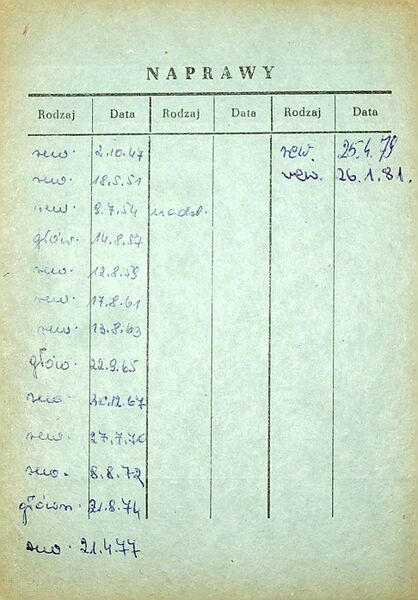 NAPRAWY
Rodzaj Data Rodzaj Data Rodzaj Data
rew. 2.10.47 rew. 25.4.79
rew. 18.5.51 rew. 26.1.81.
rew. 9.7.54 nadzl.
głów. 14.8.57
rew. 12.8.59
rew. 17.8.61
rew. 13.8.63
głów. 22.9.65
rew. 30.12.67
rew. 27.7.70
rew. 8.8.72
główn. 21.8.74
rew. 21.4.77